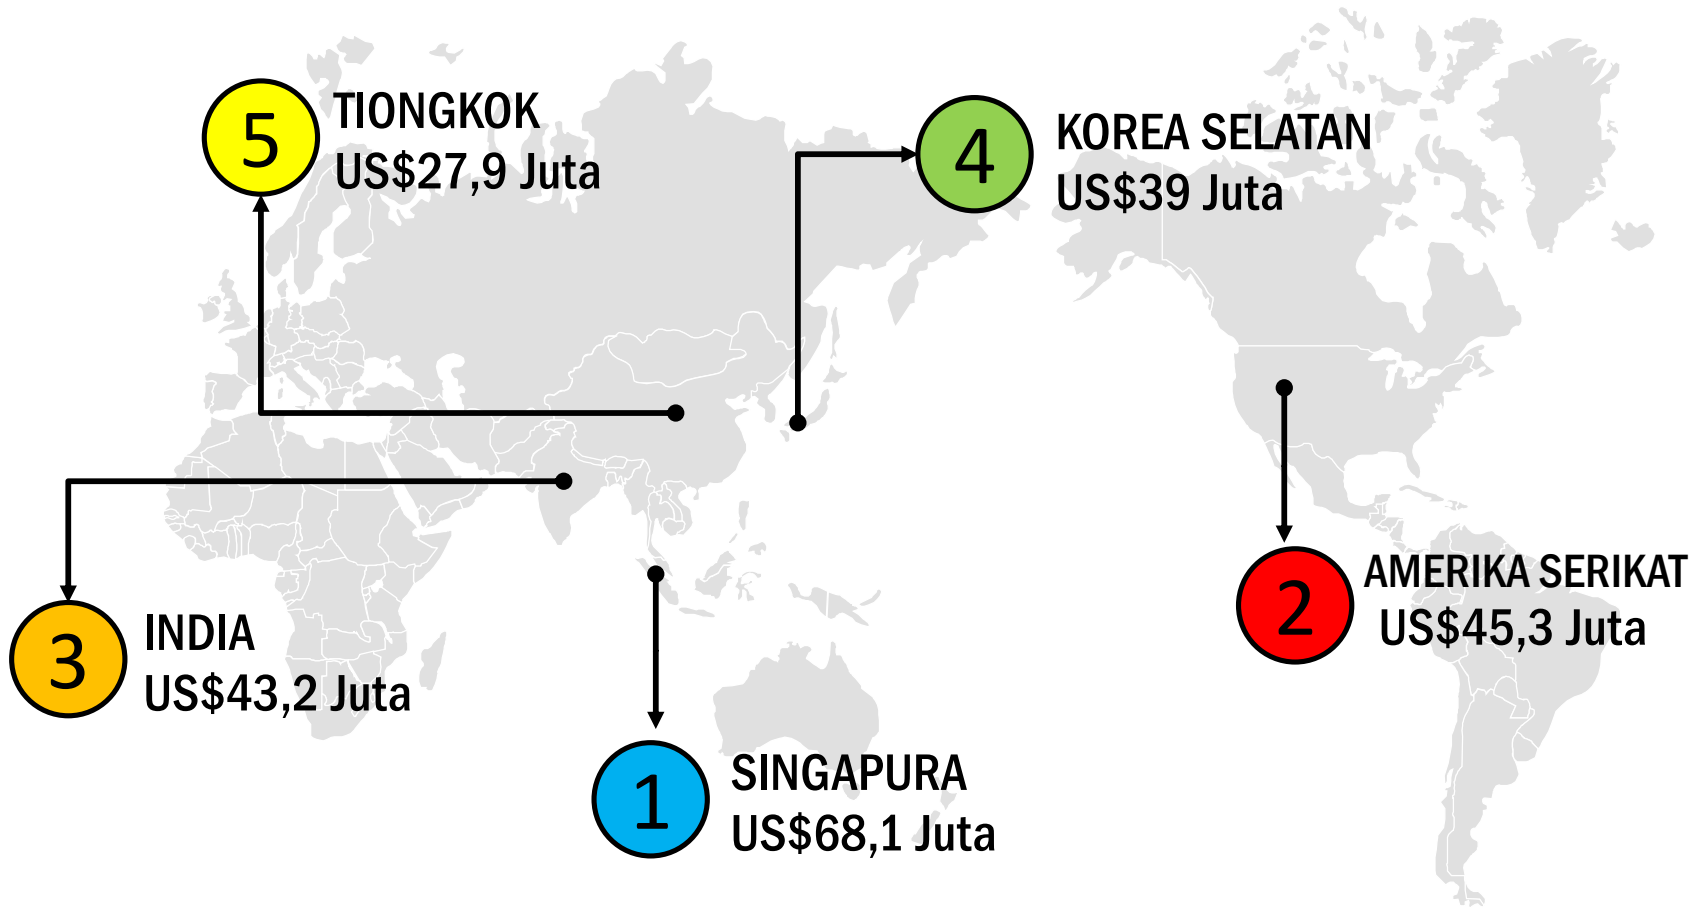 5
TIONGKOK
US$27,9 Juta
4
KOREA SELATAN
US$39 Juta
3
INDIA
US$43,2 Juta
2
AMERIKA SERIKAT
US$45,3 Juta
1
SINGAPURA
US$68,1 Juta